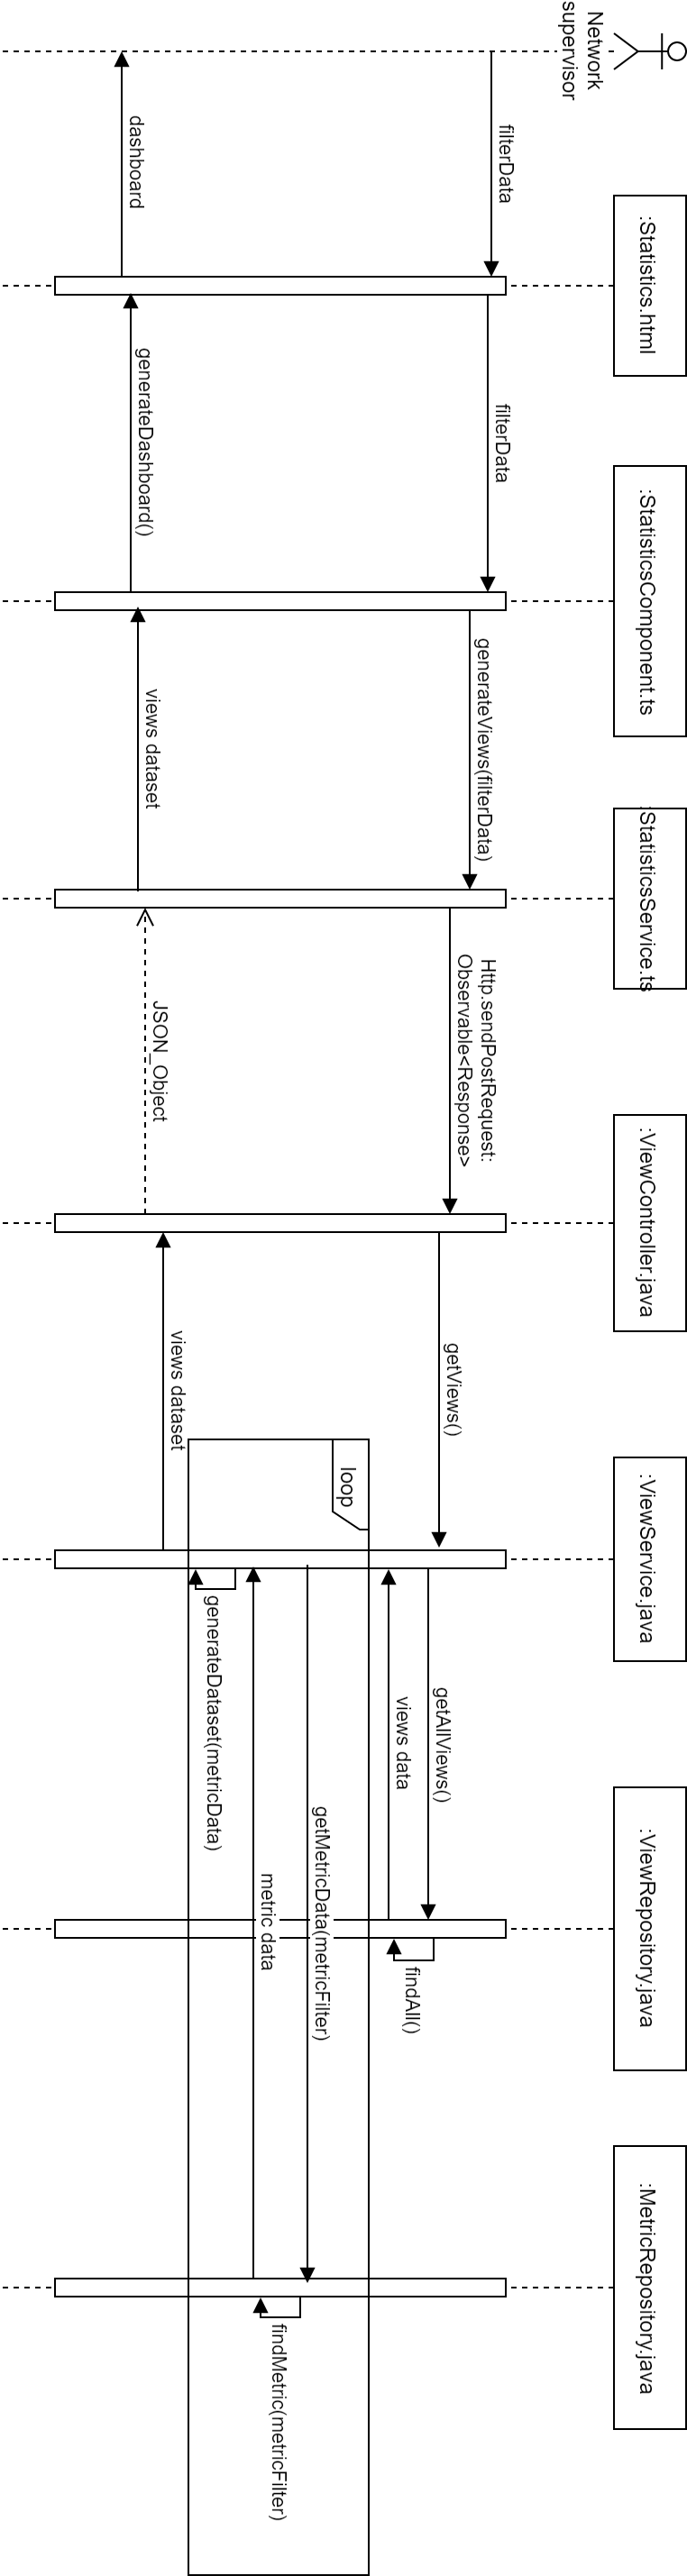 Network
supervisor
:Statistics.html
:StatisticsComponent.ts
:StatisticsService.ts
:ViewController.java
:ViewService.java
:ViewRepository.java
:MetricRepository.java
filterData
filterData
generateViews(filterData)
Http.sendPostRequest:
Observable<Response>
getViews()
getAllViews()
findAll()
views data
loop
getMetricData(metricFilter)
findMetric(metricFilter)
metric data
generateDataset(metricData)
views dataset
JSON_Object
views dataset
generateDashboard()
dashboard